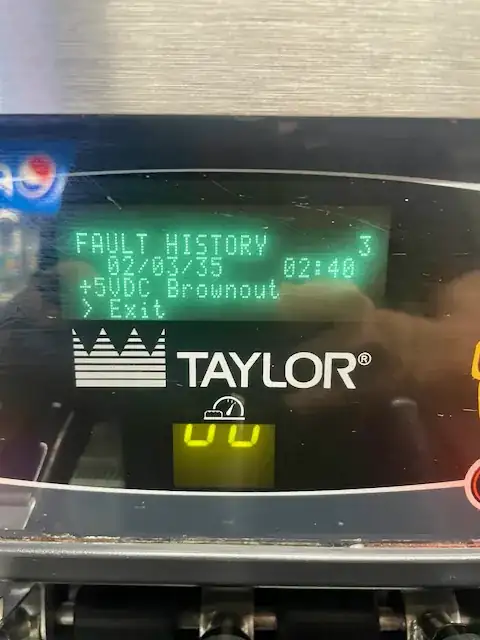 FAULT HISTORY 3
02/03/35 02:40
+5VDC Brownout
> Exit
TAYLOR®